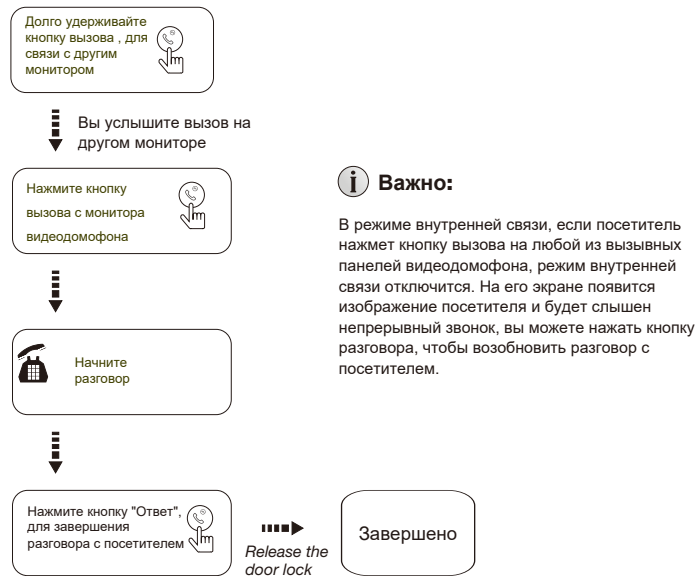 Долго удерживайте
кнопку вызова , для
связи с другим
монитором
Вы услышите вызов на
другом мониторе
Нажмите кнопку
вызова с монитора
видеодомофона
Начните
разговор
Нажмите кнопку "Ответ",
для завершения
разговора с посетителем
Release the
door lock
Завершено
i Важно:
В режиме внутренней связи, если посетитель
нажмет кнопку вызова на любой из вызывных
панелей видеодомофона, режим внутренней
связи отключится. На его экране появится
изображение посетителя и будет слышен
непрерывный звонок, вы можете нажать кнопку
разговора, чтобы возобновить разговор с
посетителем.